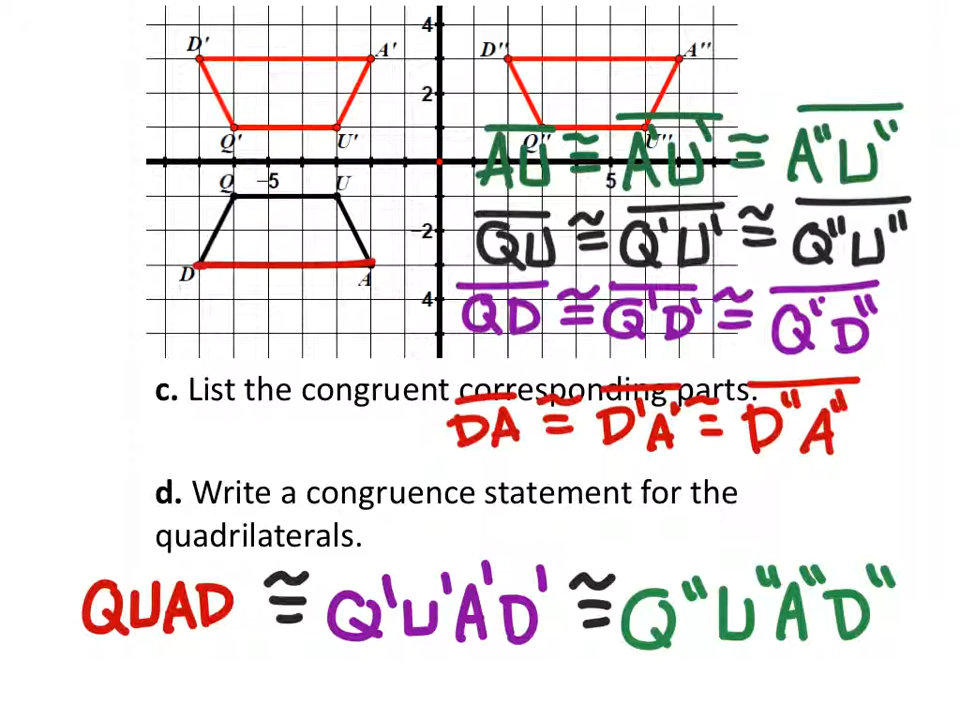 4
D' A' D'' A''
2
Q' U' Q'' U''
AU ≅ A'U' ≅ A''U''
Q -5 U 5
-2 QU ≅ Q'U' ≅ Q''U''
D A
4 QD ≅ Q'D' ≅ Q''D''
c. List the congruent corresponding parts.
DA ≅ D'A' ≅ D''A''
d. Write a congruence statement for the
quadrilaterals.
QUAD ≅ Q'U'A'D' ≅ Q''U''A''D''